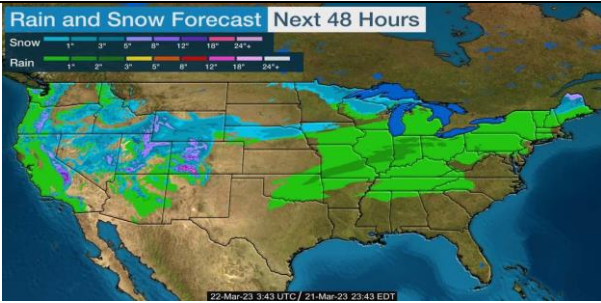 Rain and Snow Forecast Next 48 Hours
Snow
1" 3" 5" 8" 12" 18" 24"+
Rain
1" 2" 3" 5" 8" 12" 18" 24"+
22-Mar-23 3:43 UTC / 21-Mar-23 23:43 EDT